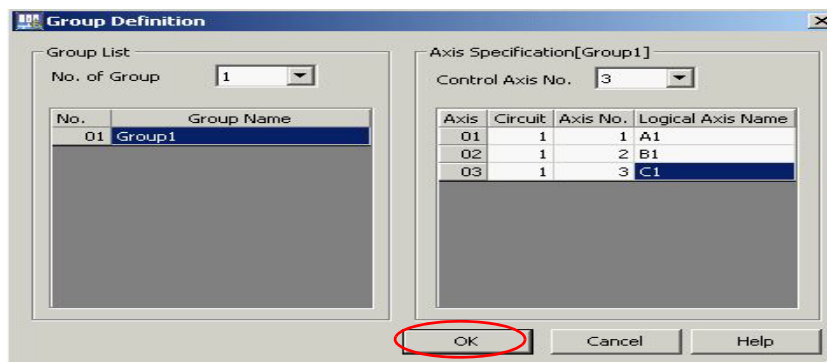 Group Definition
Group List
No. of Group 1
No. Group Name
01 Group1
Axis Specification[Group1]
Control Axis No. 3
Axis Circuit Axis No. Logical Axis Name
01 1 1 A1
02 1 2 B1
03 1 3 C1
OK Cancel Help